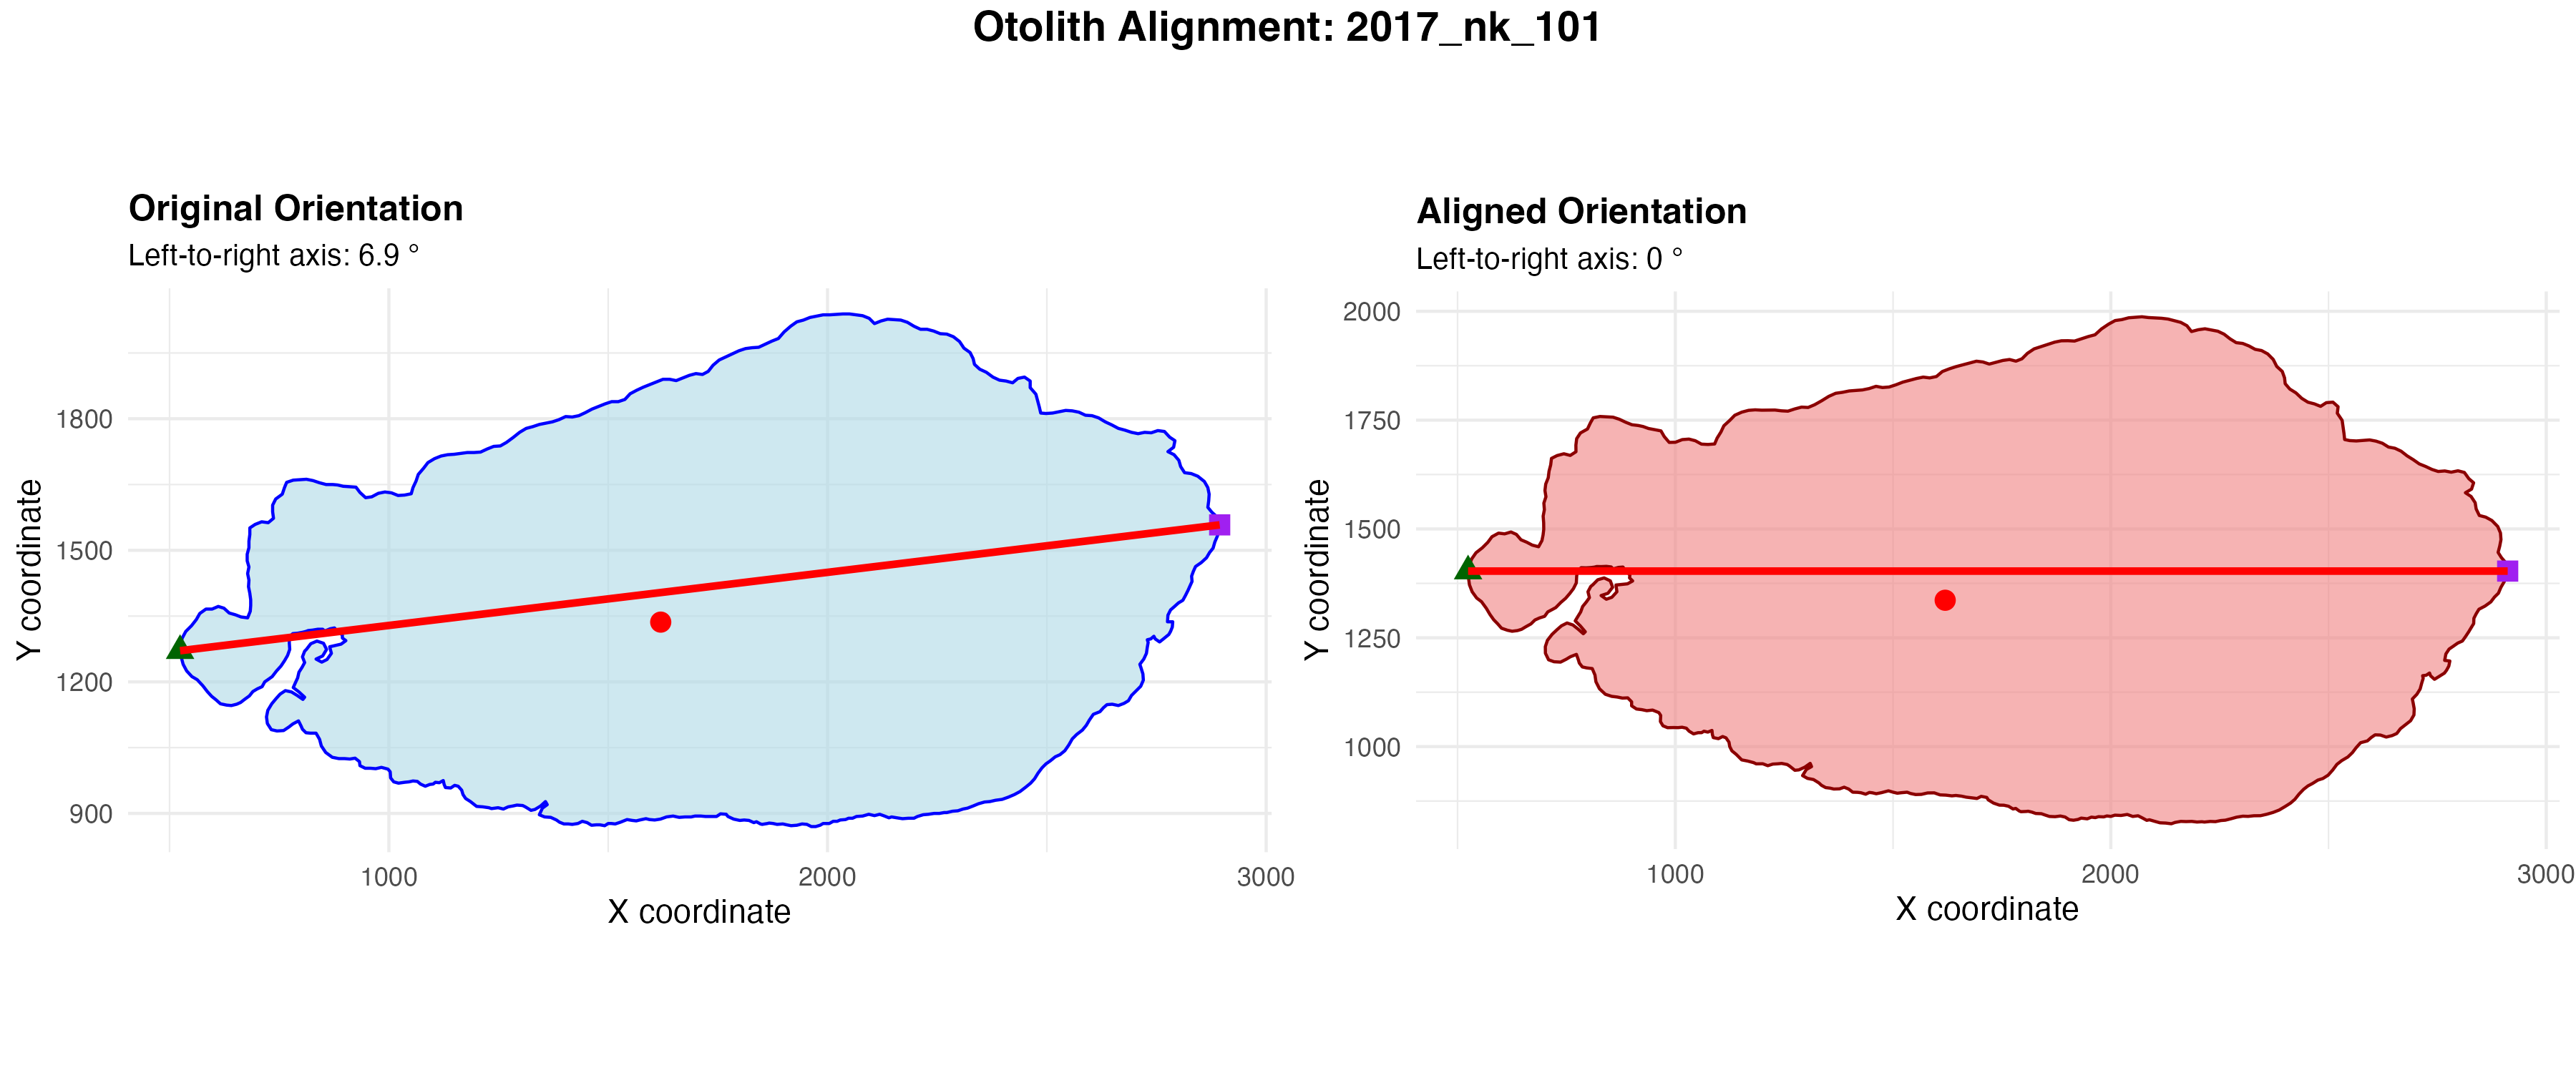 Otolith Alignment: 2017_nk_101
Original Orientation
Left-to-right axis: 6.9 °
Y coordinate
1800
1500
1200
900
1000
2000
3000
X coordinate
Aligned Orientation
Left-to-right axis: 0 °
Y coordinate
2000
1750
1500
1250
1000
1000
2000
3000
X coordinate